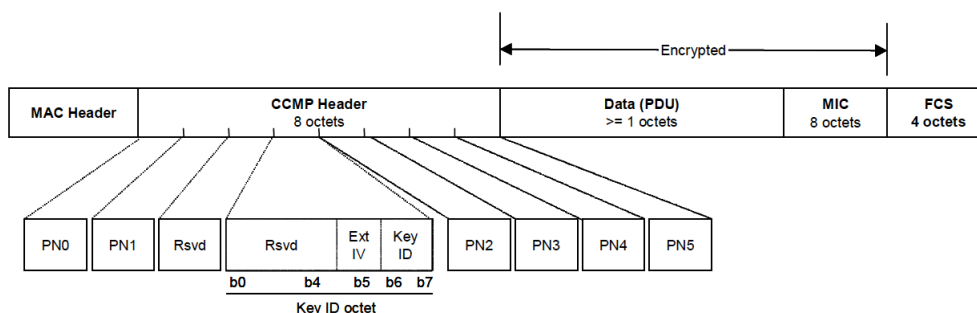 Encrypted
MAC Header
CCMP Header
8 octets
Data (PDU)
>= 1 octets
MIC
8 octets
FCS
4 octets
PN0
PN1
Rsvd
Rsvd
Ext
IV
Key
ID
PN2
PN3
PN4
PN5
b0
b4
b5
b6
b7
Key ID octet